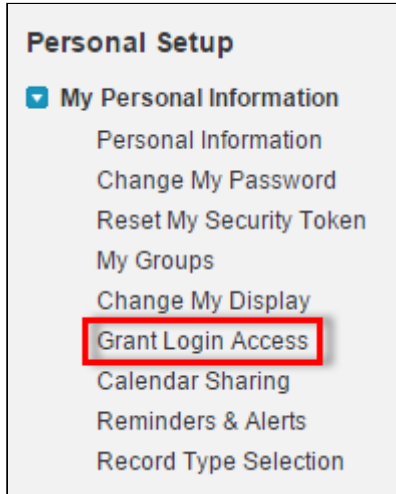 Personal Setup
My Personal Information
Personal Information
Change My Password
Reset My Security Token
My Groups
Change My Display
Grant Login Access
Calendar Sharing
Reminders & Alerts
Record Type Selection